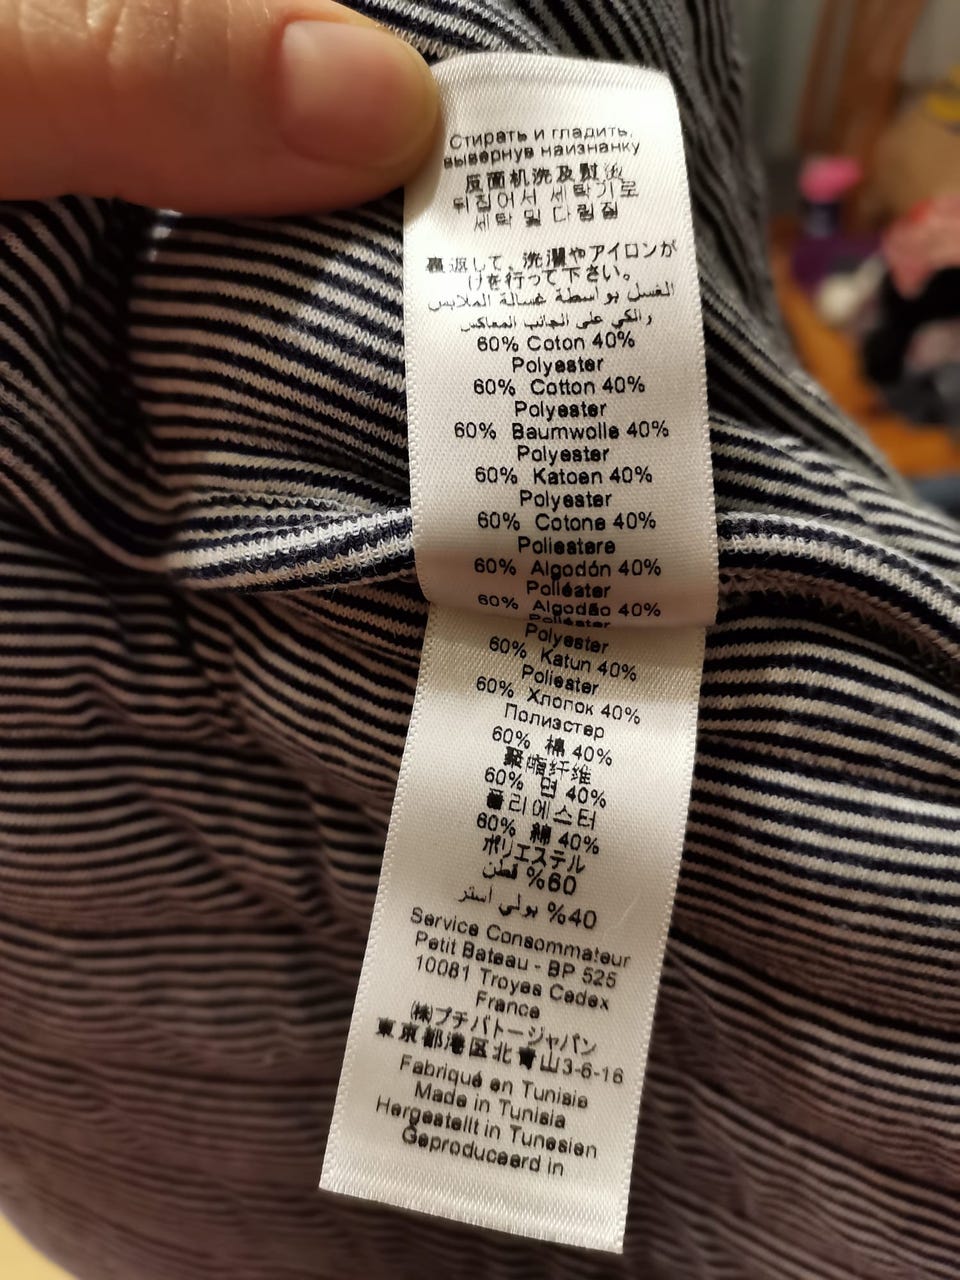 Стирать и гладить,
вывернув наизнанку
反面机洗及熨烫
뒤집어서 세탁기로
세탁 및 다림질
裏返して、洗濯やアイロンが
けを行って下さい。
الغسل بواسطة غسالة الملابس
والكي على الجانب المعاكس
60% Coton 40%
Polyester
60% Cotton 40%
Polyester
60% Baumwolle 40%
Polyester
60% Katoen 40%
Polyester
60% Cotone 40%
Poliestere
60% Algodón 40%
Poliéster
60% Algodão 40%
Poliéster
Polyester
60% Katun 40%
Poliester
60% Хлопок 40%
Полиэстер
60% 棉 40%
聚酯纤维
60% 면 40%
폴리에스터
60% 綿 40%
ポリエステル
60% قطن
40% بولي استر
Service Consommateur
Petit Bateau - BP 525
10081 Troyes Cedex
France
㈱プチバトージャパン
東京都港区北青山3-6-16
Fabriqué en Tunisie
Made in Tunisia
Hergestellt in Tunesien
Geproduceerd in